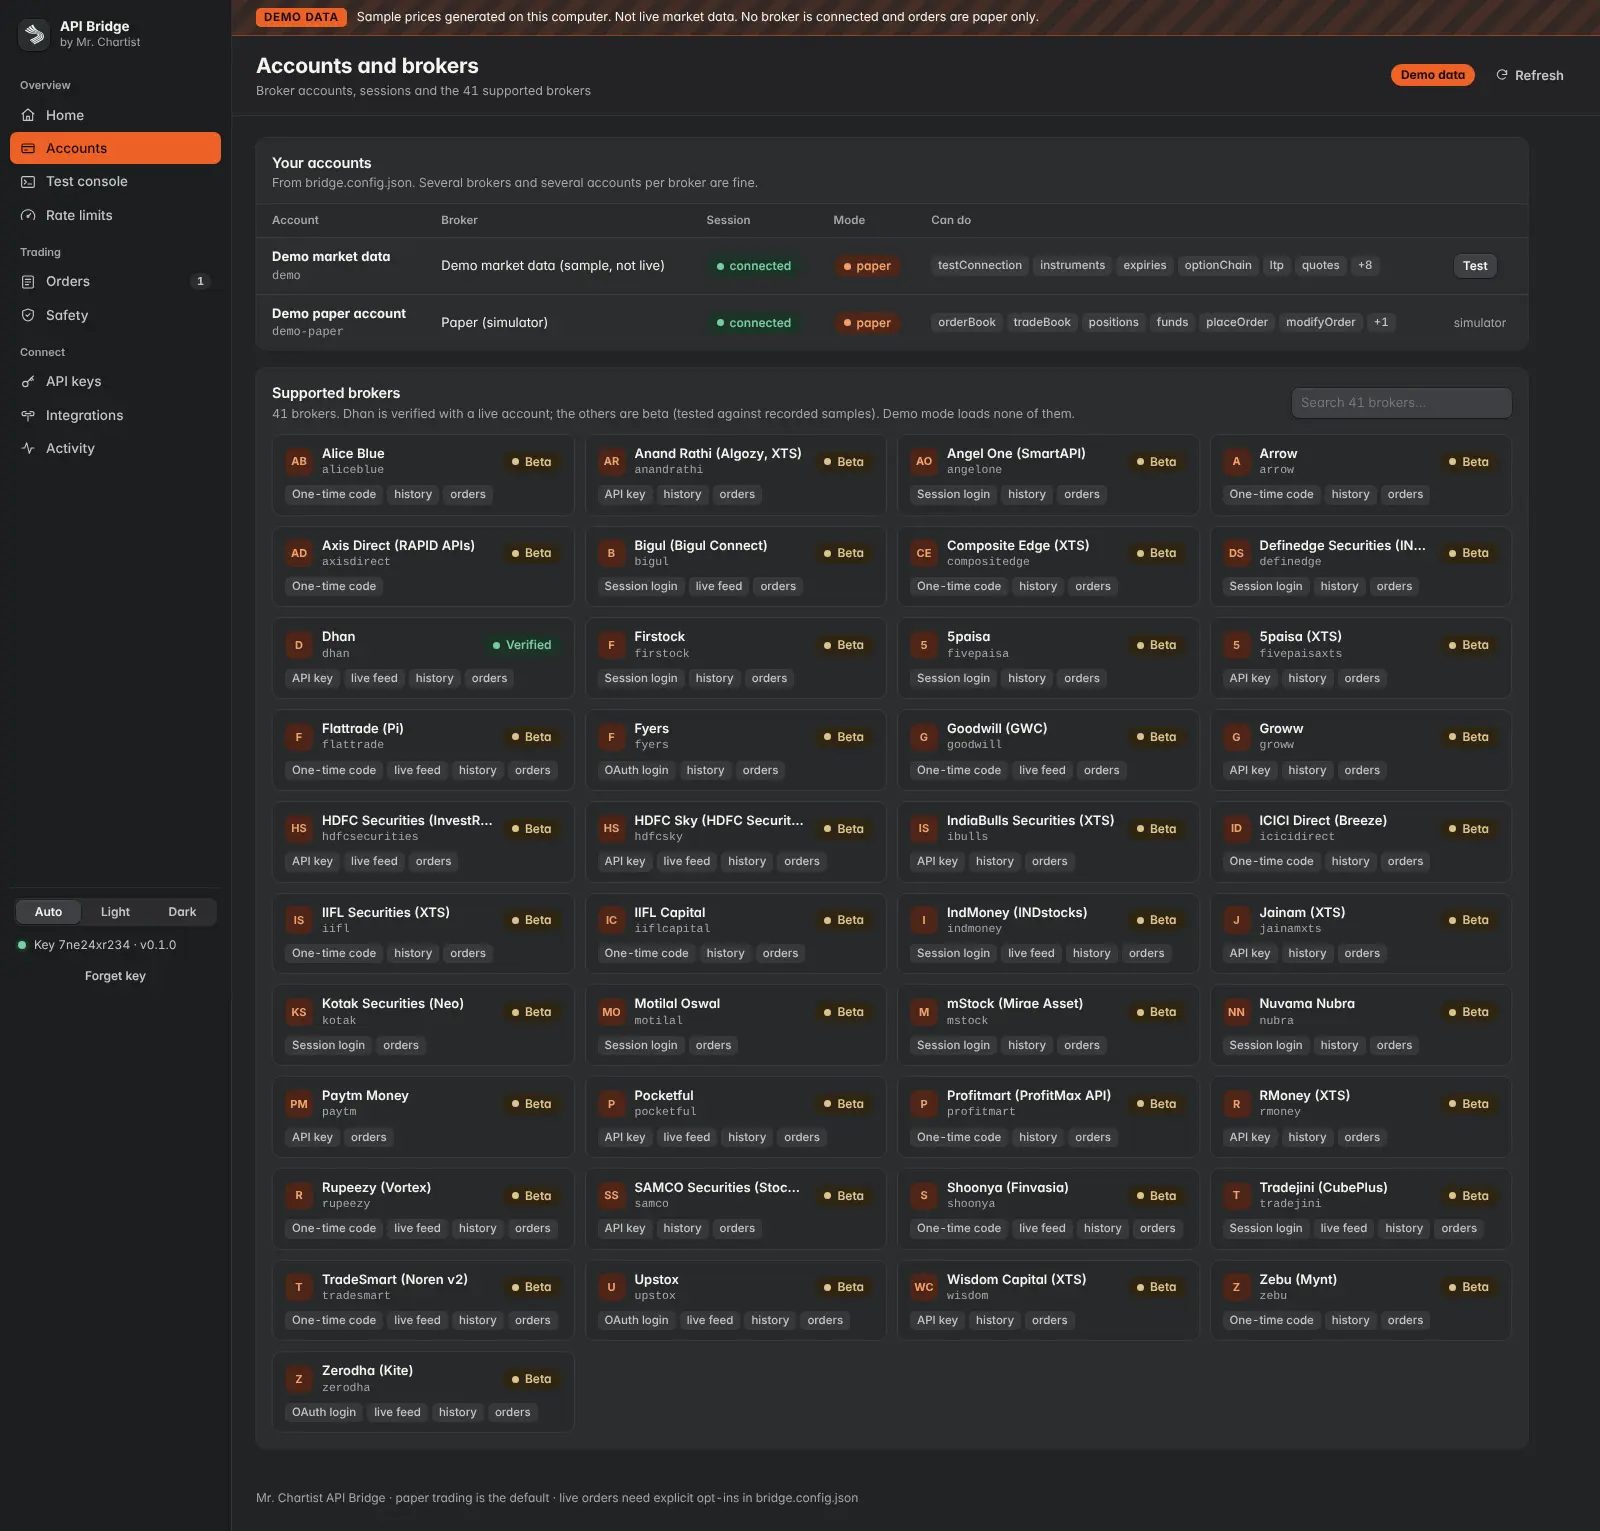 API Bridge
by Mr. Chartist
Overview
Home
Accounts
Test console
Rate limits
Trading
Orders 1
Safety
Connect
API keys
Integrations
Activity
Auto Light Dark
Key 7ne24xr234 · v0.1.0
Forget key
DEMO DATA Sample prices generated on this computer. Not live market data. No broker is connected and orders are paper only.
Accounts and brokers
Broker accounts, sessions and the 41 supported brokers
Demo data Refresh
Your accounts
From bridge.config.json. Several brokers and several accounts per broker are fine.
Account Broker Session Mode Can do
Demo market data
demo
Demo market data (sample, not live) connected paper testConnection instruments expiries optionChain ltp quotes +8 Test
Demo paper account
demo-paper
Paper (simulator) connected paper orderBook tradeBook positions funds placeOrder modifyOrder +1 simulator
Supported brokers
41 brokers. Dhan is verified with a live account; the others are beta (tested against recorded samples). Demo mode loads none of them.
Search 41 brokers...
AB Alice Blue Beta
aliceblue
One-time code history orders
AR Anand Rathi (Algozy, XTS) Beta
anandrathi
API key history orders
AO Angel One (SmartAPI) Beta
angelone
Session login history orders
A Arrow Beta
arrow
One-time code history orders
AD Axis Direct (RAPID APIs) Beta
axisdirect
One-time code
B Bigul (Bigul Connect) Beta
bigul
Session login live feed orders
CE Composite Edge (XTS) Beta
compositedge
One-time code history orders
DS Definedge Securities (IN... Beta
definedge
Session login history orders
D Dhan Verified
dhan
API key live feed history orders
F Firstock Beta
firstock
Session login history orders
5 5paisa Beta
fivepaisa
Session login history orders
5 5paisa (XTS) Beta
fivepaisaxts
API key history orders
F Flattrade (Pi) Beta
flattrade
One-time code live feed history orders
F Fyers Beta
fyers
OAuth login history orders
G Goodwill (GWC) Beta
goodwill
One-time code live feed orders
G Groww Beta
groww
API key history orders
HS HDFC Securities (InvestR... Beta
hdfcsecurities
API key live feed orders
HS HDFC Sky (HDFC Securit... Beta
hdfcsky
API key live feed history orders
IS IndiaBulls Securities (XTS) Beta
ibulls
API key history orders
ID ICICI Direct (Breeze) Beta
icicidirect
One-time code history orders
IS IIFL Securities (XTS) Beta
iifl
One-time code history orders
IC IIFL Capital Beta
iiflcapital
One-time code history orders
I IndMoney (INDstocks) Beta
indmoney
Session login live feed history orders
J Jainam (XTS) Beta
jainamxts
API key history orders
KS Kotak Securities (Neo) Beta
kotak
Session login orders
MO Motilal Oswal Beta
motilal
Session login orders
M mStock (Mirae Asset) Beta
mstock
Session login history orders
NN Nuvama Nubra Beta
nubra
Session login history orders
PM Paytm Money Beta
paytm
API key orders
P Pocketful Beta
pocketful
API key live feed history orders
P Profitmart (ProfitMax API) Beta
profitmart
One-time code history orders
R RMoney (XTS) Beta
rmoney
API key history orders
R Rupeezy (Vortex) Beta
rupeezy
One-time code live feed history orders
SS SAMCO Securities (Stoc... Beta
samco
API key history orders
S Shoonya (Finvasia) Beta
shoonya
One-time code live feed history orders
T Tradejini (CubePlus) Beta
tradejini
Session login live feed history orders
T TradeSmart (Noren v2) Beta
tradesmart
One-time code live feed history orders
U Upstox Beta
upstox
OAuth login live feed history orders
WC Wisdom Capital (XTS) Beta
wisdom
API key history orders
Z Zebu (Mynt) Beta
zebu
One-time code history orders
Z Zerodha (Kite) Beta
zerodha
OAuth login live feed history orders
Mr. Chartist API Bridge · paper trading is the default · live orders need explicit opt-ins in bridge.config.json